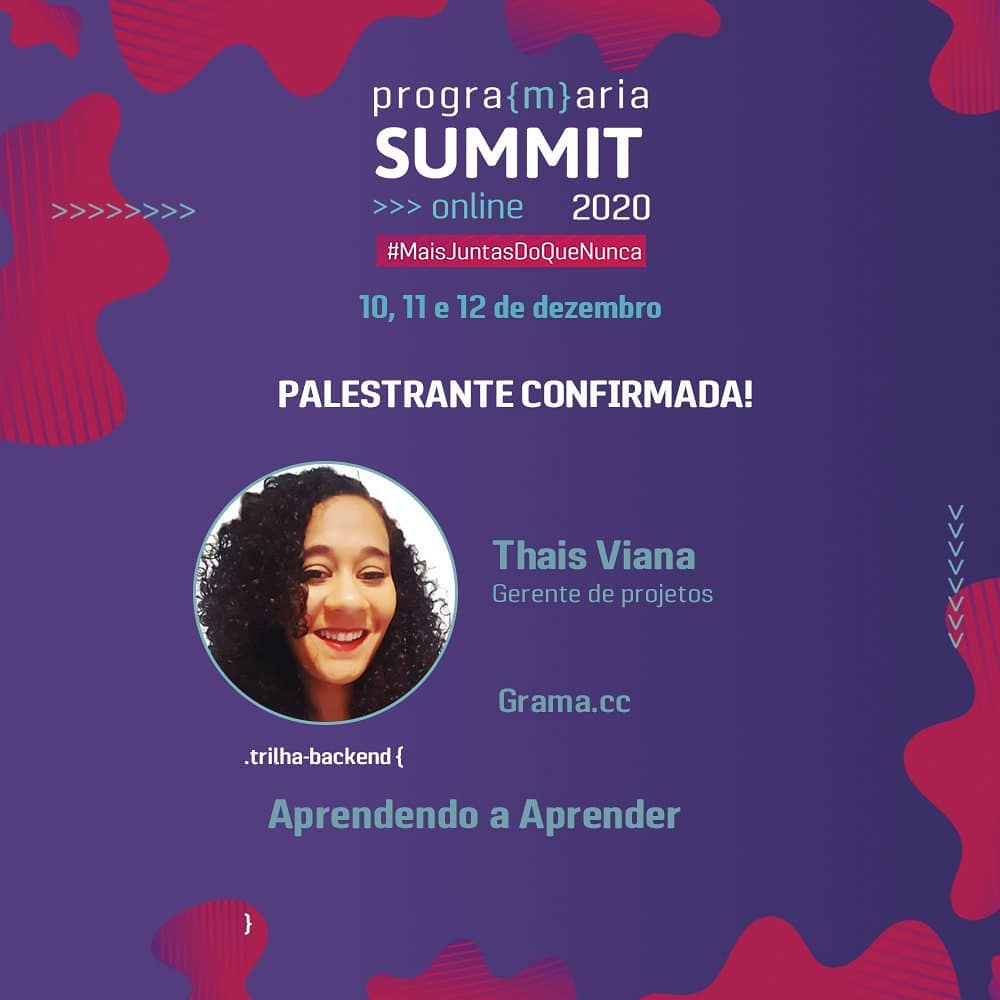 progra{m}aria
SUMMIT
>>> online 2020
#MaisJuntasDoQueNunca
>>>>>>>>
10, 11 e 12 de dezembro
PALESTRANTE CONFIRMADA!
Thais Viana
Gerente de projetos
Grama.cc
.trilha-backend {
Aprendendo a Aprender
}